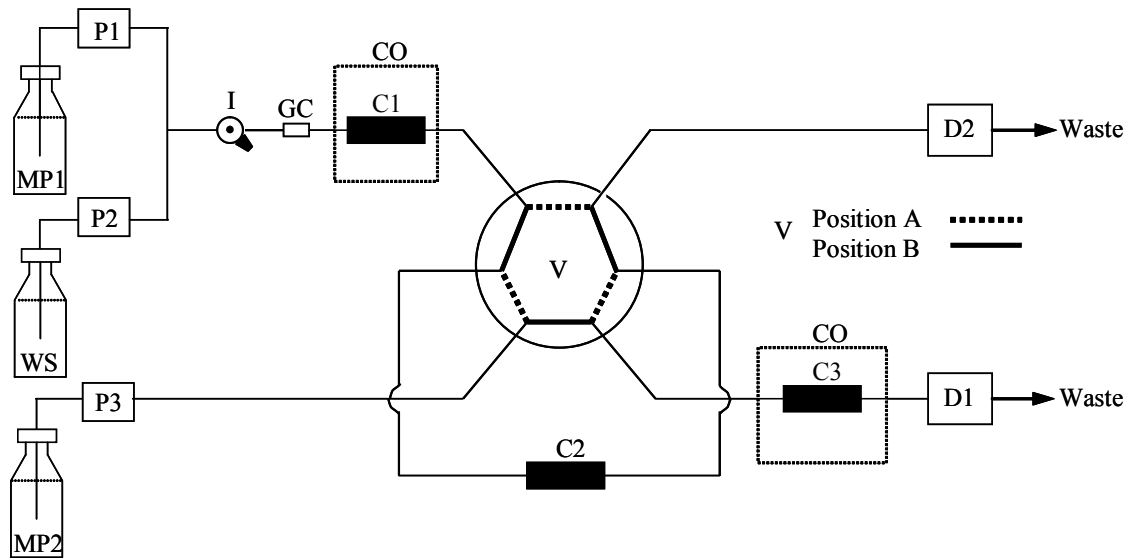 P1
CO
I
GC
C1
D2
Waste
MP1
P2
V
Position A
Position B
V
WS
CO
P3
C3
D1
Waste
C2
MP2